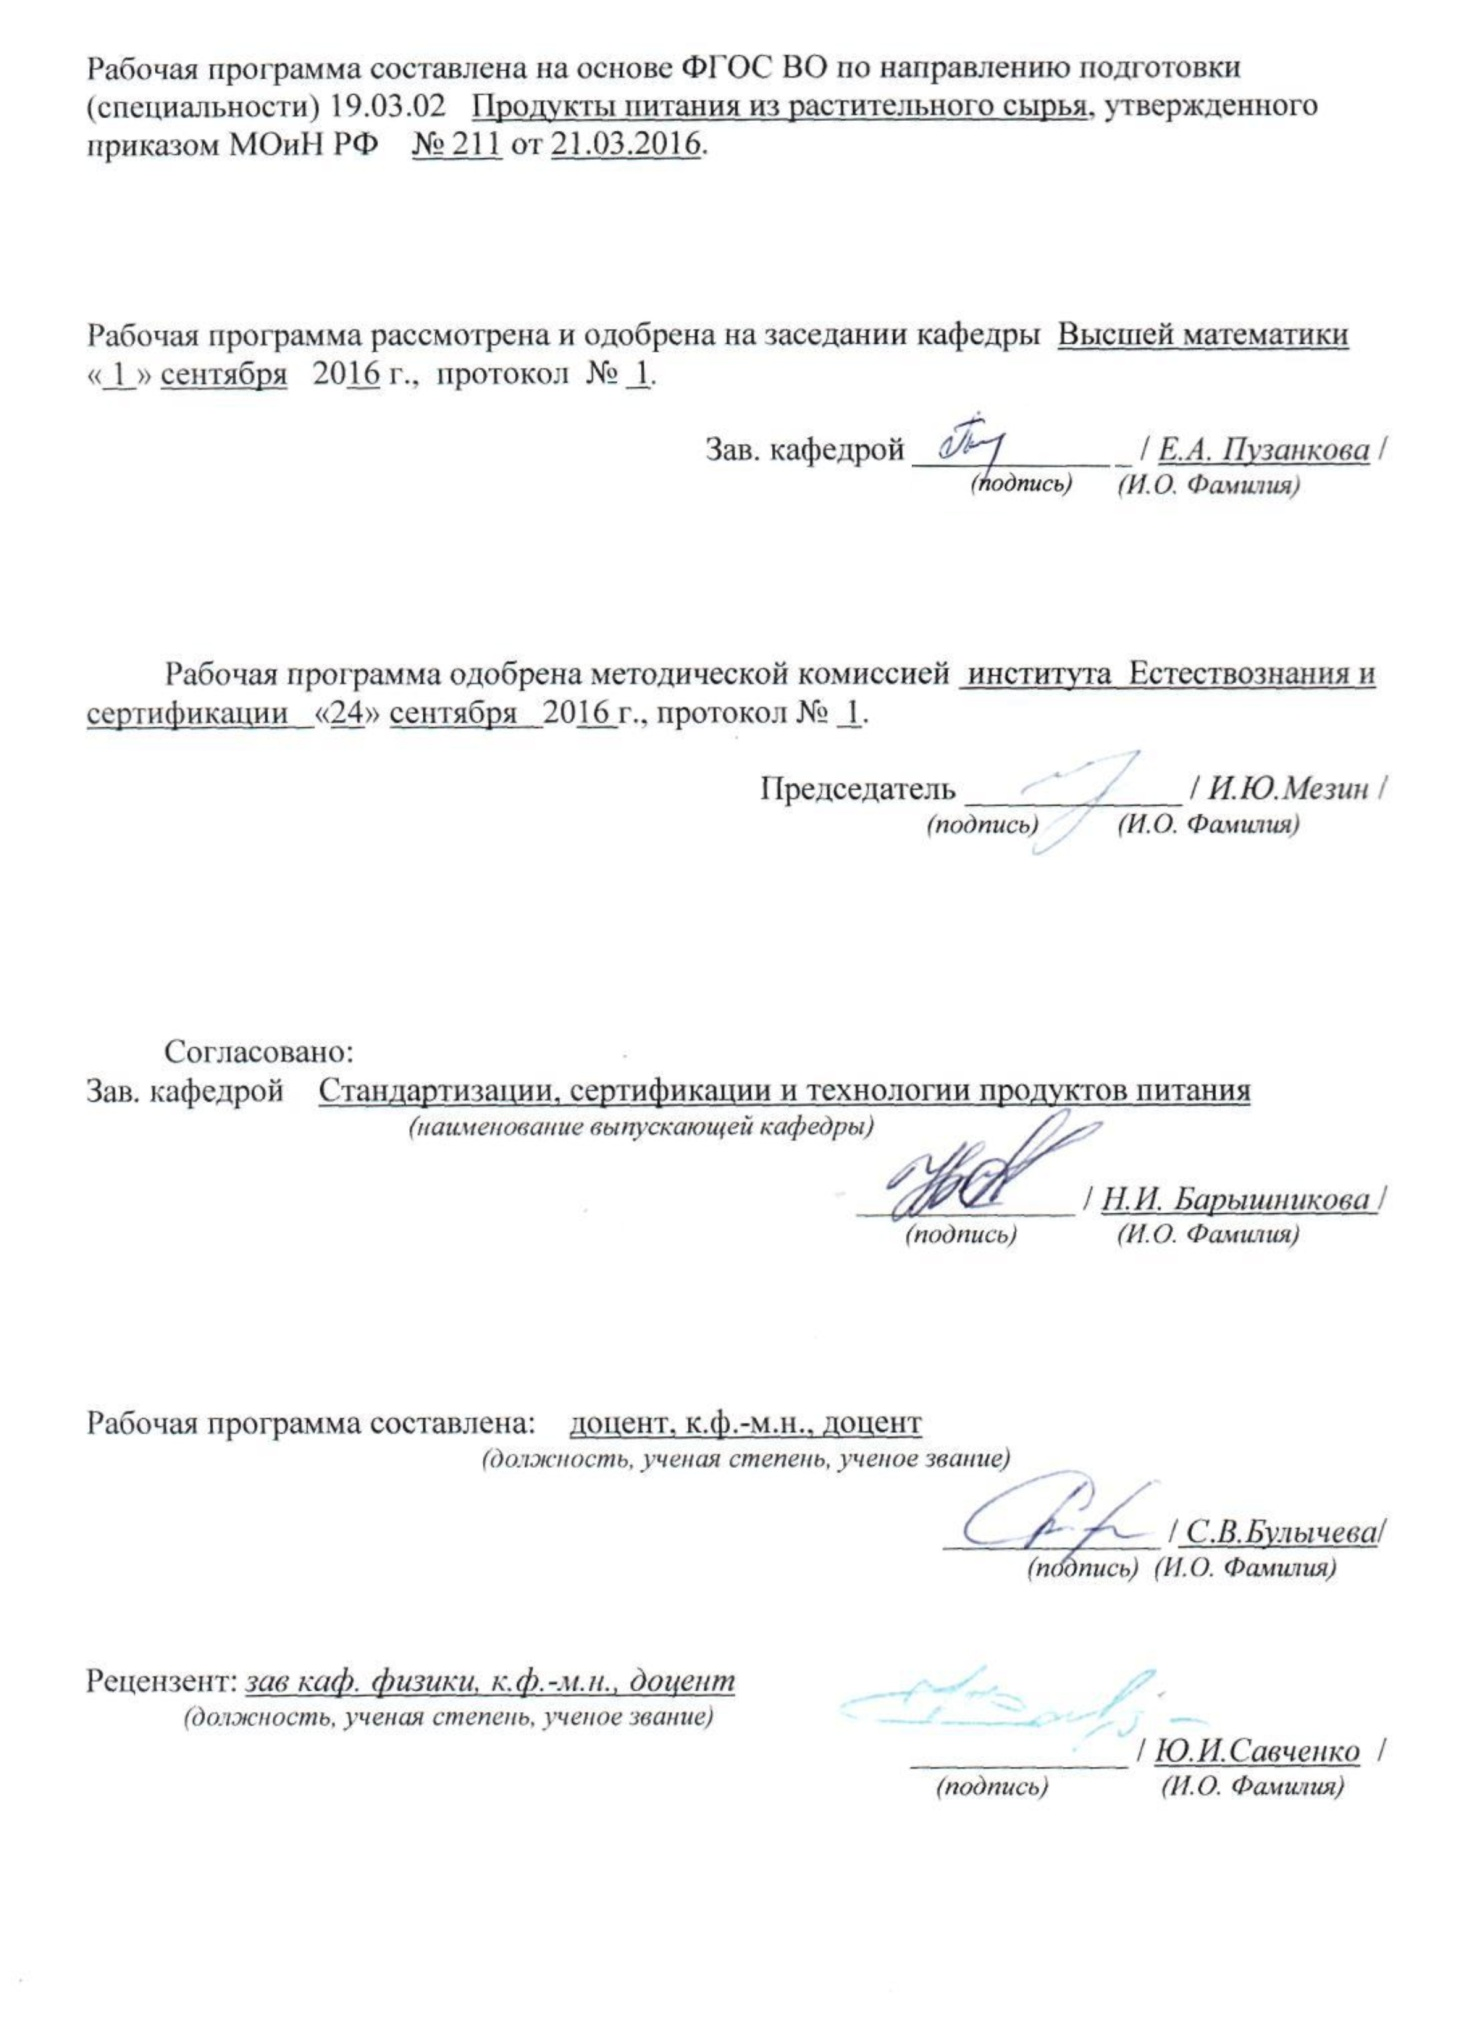 Рабочая программа составлена на основе ФГОС ВО по направлению подготовки
(специальности) 19.03.02 Продукты питания из растительного сырья, утвержденного
приказом МОиН РФ № 211 от 21.03.2016.
Рабочая программа рассмотрена и одобрена на заседании кафедры Высшей математики
« 1 » сентября 2016 г., протокол № 1.
Зав. кафедрой ______________ / Е.А. Пузанкова /
(подпись) (И.О. Фамилия)
Рабочая программа одобрена методической комиссией института Естествознания и
сертификации «24» сентября 2016 г., протокол № 1.
Председатель ______________ / И.Ю.Мезин /
(подпись) (И.О. Фамилия)
Согласовано:
Зав. кафедрой Стандартизации, сертификации и технологии продуктов питания
(наименование выпускающей кафедры)
______________ / Н.И. Барышникова /
(подпись) (И.О. Фамилия)
Рабочая программа составлена: доцент, к.ф.-м.н., доцент
(должность, ученая степень, ученое звание)
______________ / С.В.Булычева/
(подпись) (И.О. Фамилия)
Рецензент: зав каф. физики, к.ф.-м.н., доцент
(должность, ученая степень, ученое звание)
______________ / Ю.И.Савченко /
(подпись) (И.О. Фамилия)